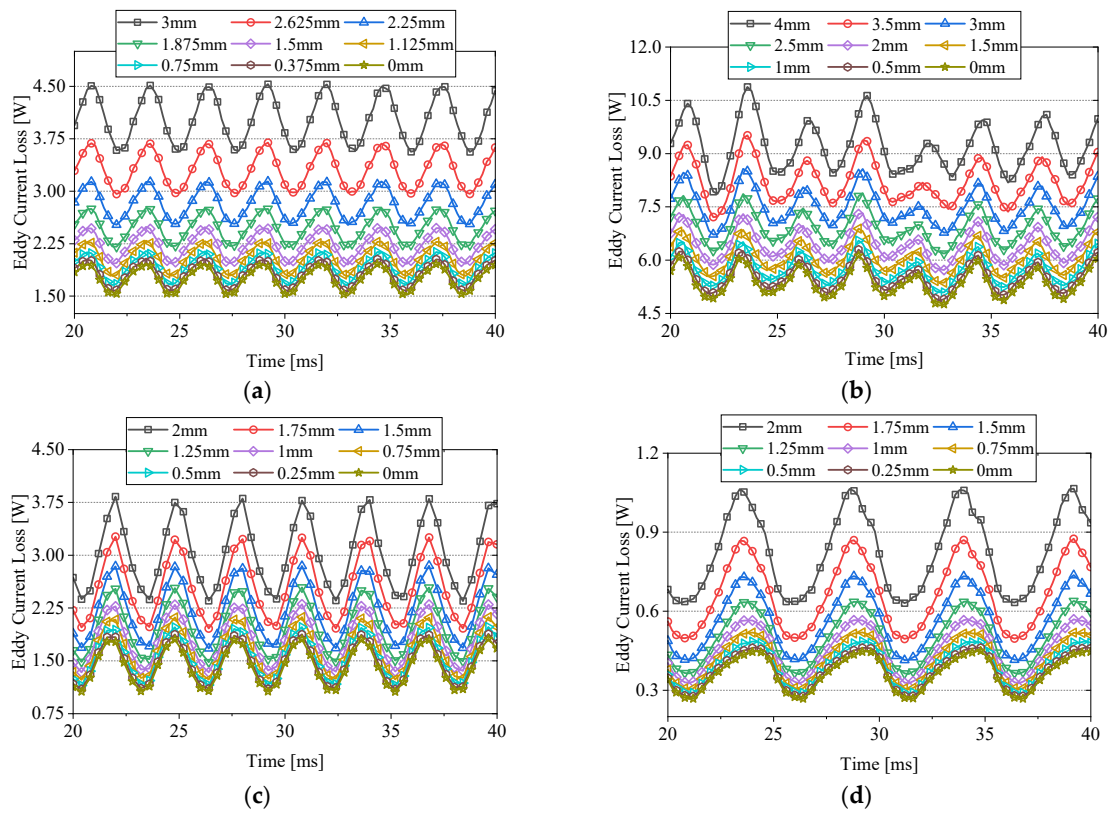 3mm 2.625mm 2.25mm
1.875mm 1.5mm 1.125mm
0.75mm 0.375mm 0mm
4.50
3.75
3.00
2.25
1.50
Eddy Current Loss [W]
20 25 30 35 40
Time [ms]
(a)
4mm 3.5mm 3mm
2.5mm 2mm 1.5mm
1mm 0.5mm 0mm
12.0
10.5
9.0
7.5
6.0
4.5
Eddy Current Loss [W]
20 25 30 35 40
Time [ms]
(b)
2mm 1.75mm 1.5mm
1.25mm 1mm 0.75mm
0.5mm 0.25mm 0mm
4.50
3.75
3.00
2.25
1.50
0.75
Eddy Current Loss [W]
20 25 30 35 40
Time [ms]
(c)
2mm 1.75mm 1.5mm
1.25mm 1mm 0.75mm
0.5mm 0.25mm 0mm
1.2
0.9
0.6
0.3
Eddy Current Loss [W]
20 25 30 35 40
Time [ms]
(d)